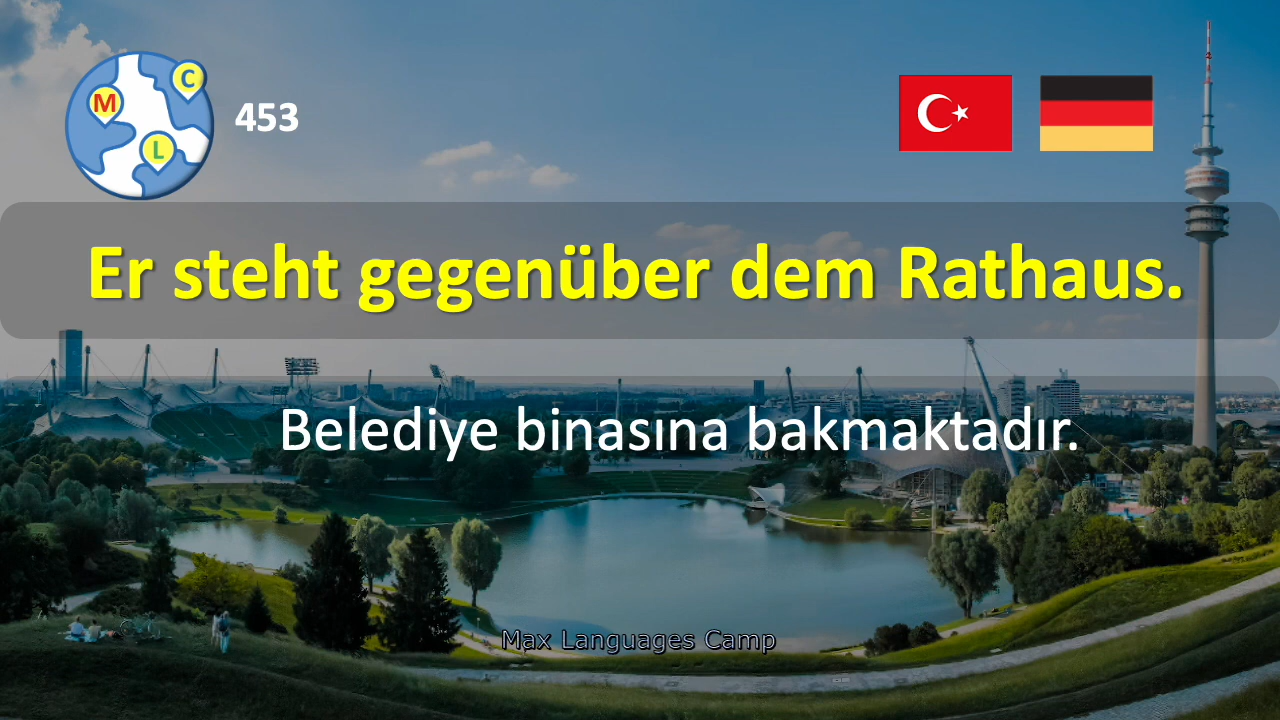 M
C
L
453
Er steht gegenüber dem Rathaus.
Belediye binasına bakmaktadır.
Max Languages Camp